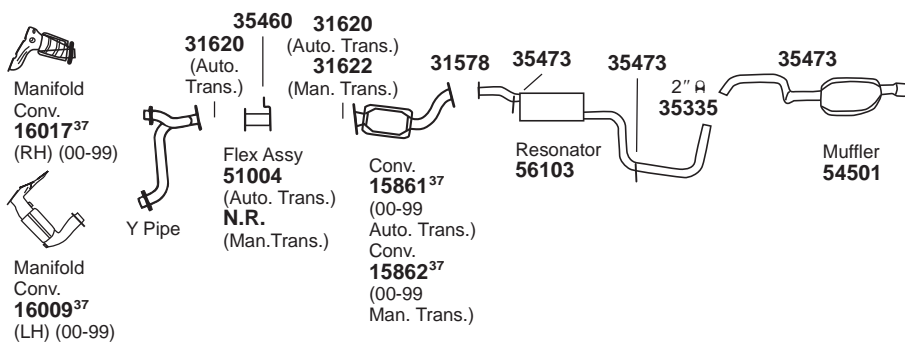 35460
31620
(Auto.
Trans.)
31620
(Auto. Trans.)
31622
(Man. Trans.)
31578
35473
35473
2"
35335
35473
Manifold
Conv.
16017³⁷
(RH) (00-99)
Y Pipe
Flex Assy
51004
(Auto. Trans.)
N.R.
(Man.Trans.)
Conv.
15861³⁷
(00-99
Auto. Trans.)
Conv.
15862³⁷
(00-99
Man. Trans.)
Resonator
56103
Muffler
54501
Manifold
Conv.
16009³⁷
(LH) (00-99)